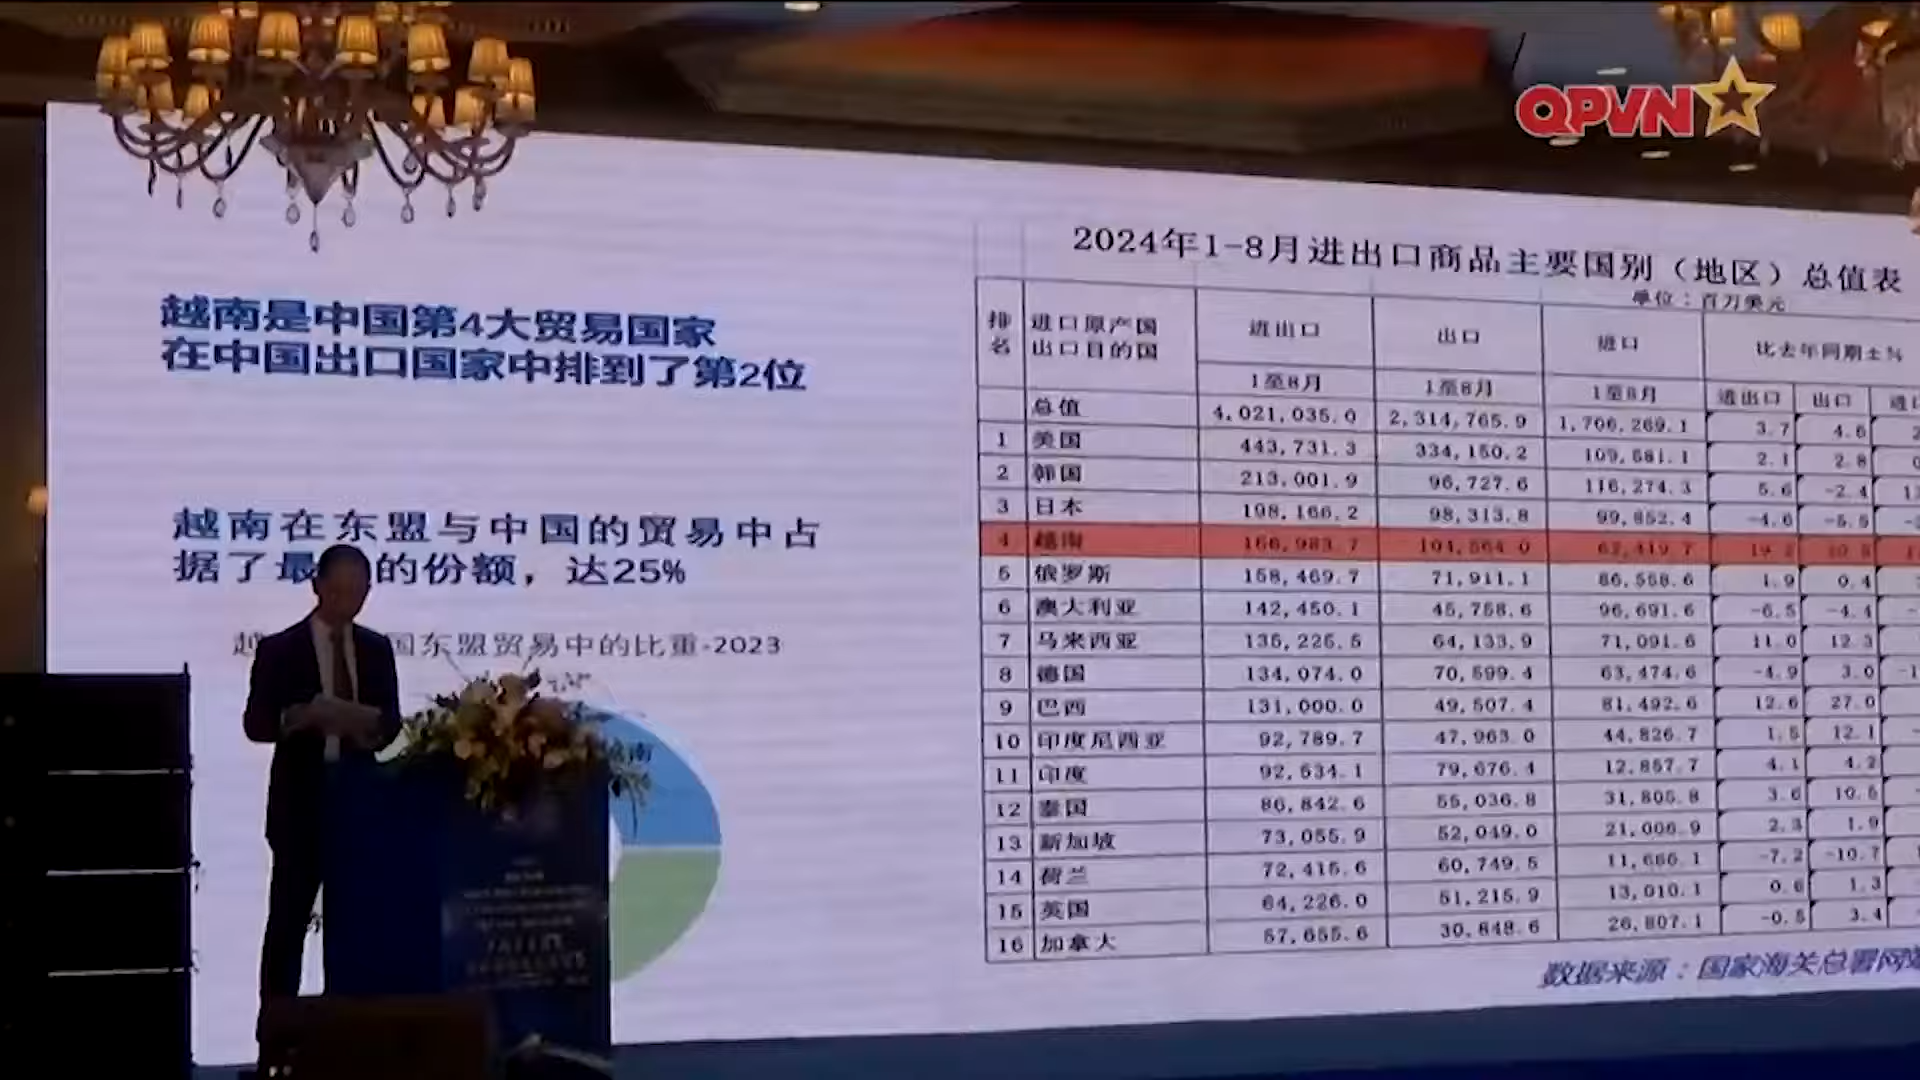 QPVN
越南是中国第4大贸易国家
在中国出口国家中排到了第2位
越南在东盟与中国的贸易中占
据了最 的份额，达25%
越 国东盟贸易中的比重-2023
2024年1-8月进出口商品主要国别（地区）总值表
单位：百万美元
排名 进口原产国 出口目的国 进出口 出口 进口 比去年同期±%
1至8月 1至8月 1至8月 进出口 出口
总值 4,021,035.0 2,314,765.9 1,706,269.1 3.7 4.6
1 美国 443,731.3 334,150.2 109,581.1 2.1 2.8
2 韩国 213,001.9 96,727.6 116,274.3 5.6 -2.4
3 日本 198,166.2 98,313.8 99,852.4 -4.6 -5.5
4 越南 166,983.7 104,564.0 62,419.7
5 俄罗斯 158,469.7 71,911.1 86,558.6 1.9 0.4
6 澳大利亚 142,450.1 45,758.6 96,691.6 -6.5 -4.4
7 马来西亚 135,225.5 64,133.9 71,091.6 11.0 12.3
8 德国 134,074.0 70,599.4 63,474.6 -4.9 3.0
9 巴西 131,000.0 49,507.4 81,492.6 12.6 27.0
10 印度尼西亚 92,789.7 47,963.0 44,826.7 1.5 12.1
11 印度 92,534.1 79,676.4 12,857.7 4.1 4.2
12 泰国 86,842.6 55,036.8 31,805.8 3.6 10.5
13 新加坡 73,055.9 52,049.0 21,006.9 2.3 1.9
14 荷兰 72,415.6 60,749.5 11,666.1 -7.2 -10.7
15 英国 64,226.0 51,215.9 13,010.1 0.6 1.3
16 加拿大 57,655.6 30,848.6 26,807.1 -0.5 3.4
数据来源：国家海关总署网